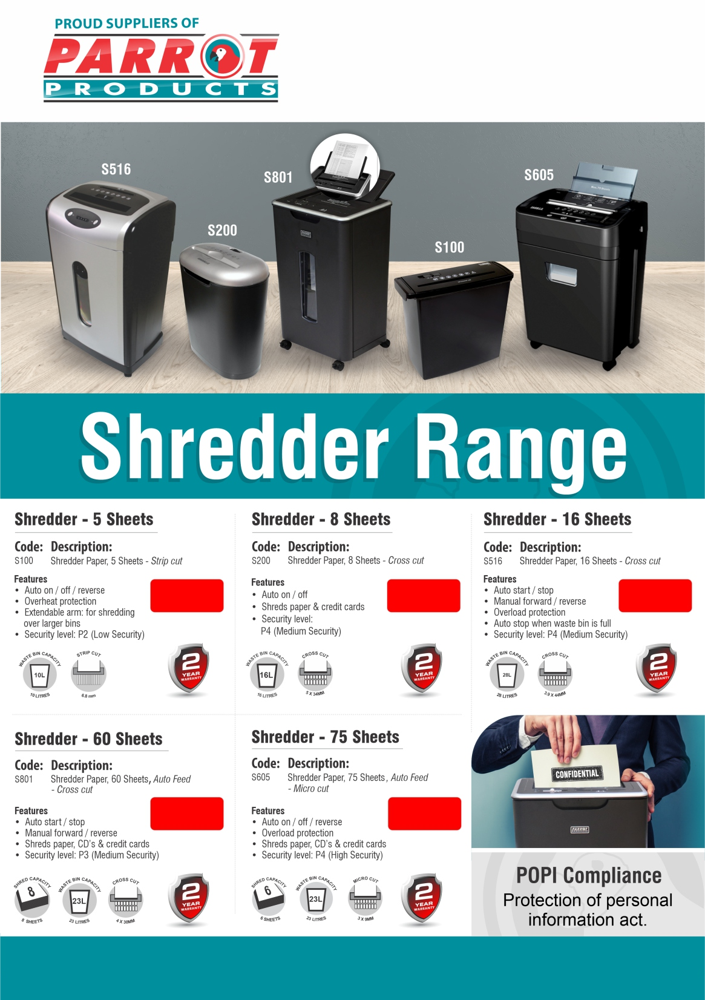 PROUD SUPPLIERS OF
PARROT
PRODUCTS
S516
S200
S801
S100
S605
Shredder Range
Shredder - 5 Sheets
Code: Description:
S100 Shredder Paper, 5 Sheets - Strip cut
Features
• Auto on / off / reverse
• Overheat protection
• Extendable arm: for shredding
over larger bins
• Security level: P2 (Low Security)
WASTE BIN CAPACITY
10L
10 LITRES
STRIP CUT
6.8 mm
2
YEAR
WARRANTY
Shredder - 8 Sheets
Code: Description:
S200 Shredder Paper, 8 Sheets - Cross cut
Features
• Auto on / off
• Shreds paper & credit cards
• Security level:
P4 (Medium Security)
WASTE BIN CAPACITY
16L
16 LITRES
CROSS CUT
5 X 34MM
2
YEAR
WARRANTY
Shredder - 16 Sheets
Code: Description:
S516 Shredder Paper, 16 Sheets - Cross cut
Features
• Auto start / stop
• Manual forward / reverse
• Overload protection
• Auto stop when waste bin is full
• Security level: P4 (Medium Security)
WASTE BIN CAPACITY
28L
28 LITRES
CROSS CUT
3.9 X 44MM
2
YEAR
WARRANTY
Shredder - 60 Sheets
Code: Description:
S801 Shredder Paper, 60 Sheets, Auto Feed
- Cross cut
Features
• Auto start / stop
• Manual forward / reverse
• Shreds paper, CD's & credit cards
• Security level: P3 (Medium Security)
SHRED CAPACITY
8
8 SHEETS
WASTE BIN CAPACITY
23L
23 LITRES
CROSS CUT
4 X 30MM
2
YEAR
WARRANTY
Shredder - 75 Sheets
Code: Description:
S605 Shredder Paper, 75 Sheets, Auto Feed
- Micro cut
Features
• Auto on / off / reverse
• Overload protection
• Shreds paper, CD's & credit cards
• Security level: P4 (High Security)
SHRED CAPACITY
6
6 SHEETS
WASTE BIN CAPACITY
23L
23 LITRES
MICRO CUT
3 X 9MM
2
YEAR
WARRANTY
CONFIDENTIAL
PARROT
POPI Compliance
Protection of personal
information act.